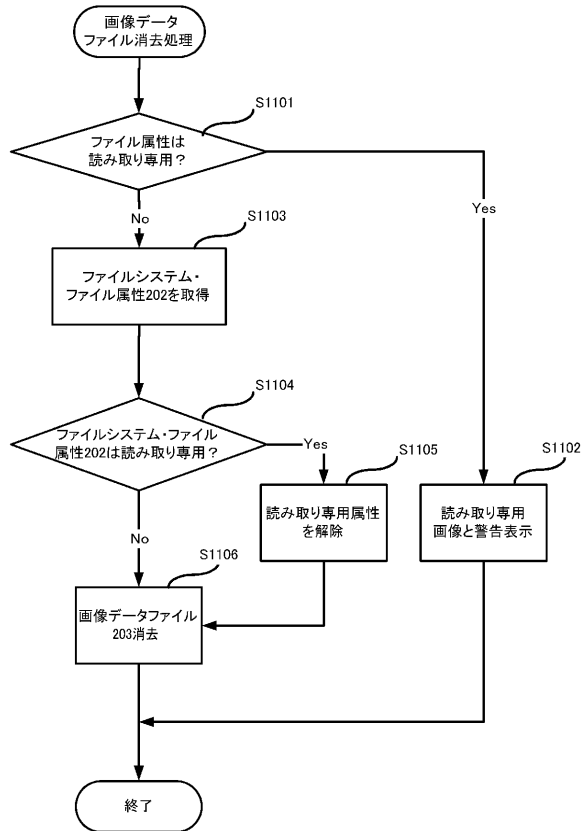 画像データ
ファイル消去処理
S1101
ファイル属性は
読み取り専用？
Yes
No
S1103
ファイルシステム・
ファイル属性202を取得
S1104
ファイルシステム・ファイル
属性202は読み取り専用？
Yes
S1105
読み取り専用属性
を解除
S1102
読み取り専用
画像と警告表示
No
S1106
画像データファイル
203消去
終了